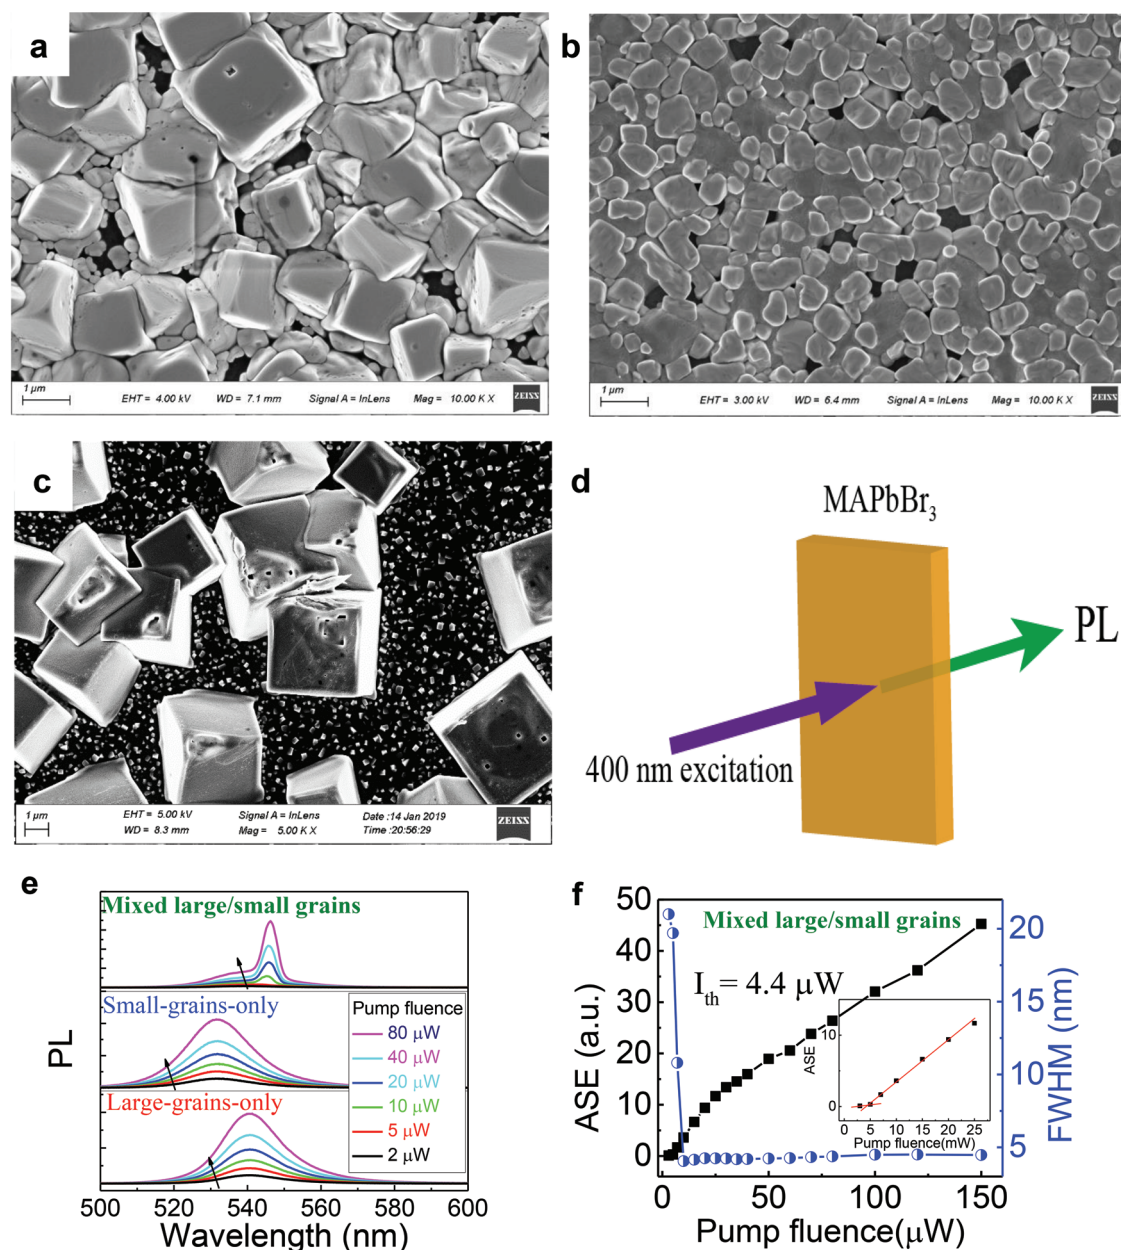 a
1 µm
EHT = 4.00 kV WD = 7.1 mm Signal A = InLens Mag = 10.00 K X
ZEISS
b
1 µm
EHT = 3.00 kV WD = 6.4 mm Signal A = InLens Mag = 10.00 K X
ZEISS
c
1 µm
EHT = 5.00 kV Signal A = InLens Date :14 Jan 2019
WD = 8.3 mm Mag = 5.00 K X Time :20:56:29
ZEISS
d
MAPbBr₃
PL
400 nm excitation
e
Mixed large/small grains
Small-grains-only
Large-grains-only
Pump fluence
80 µW
40 µW
20 µW
10 µW
5 µW
2 µW
PL
500 520 540 560 580 600
Wavelength (nm)
f
Mixed large/small grains
Iₜₕ= 4.4 µW
ASE (a.u.)
50
40
30
20
10
0
FWHM (nm)
20
15
10
5
0 50 100 150
Pump fluence(µW)
ASE
10
0
0 5 10 15 20 25
Pump fluence(mW)